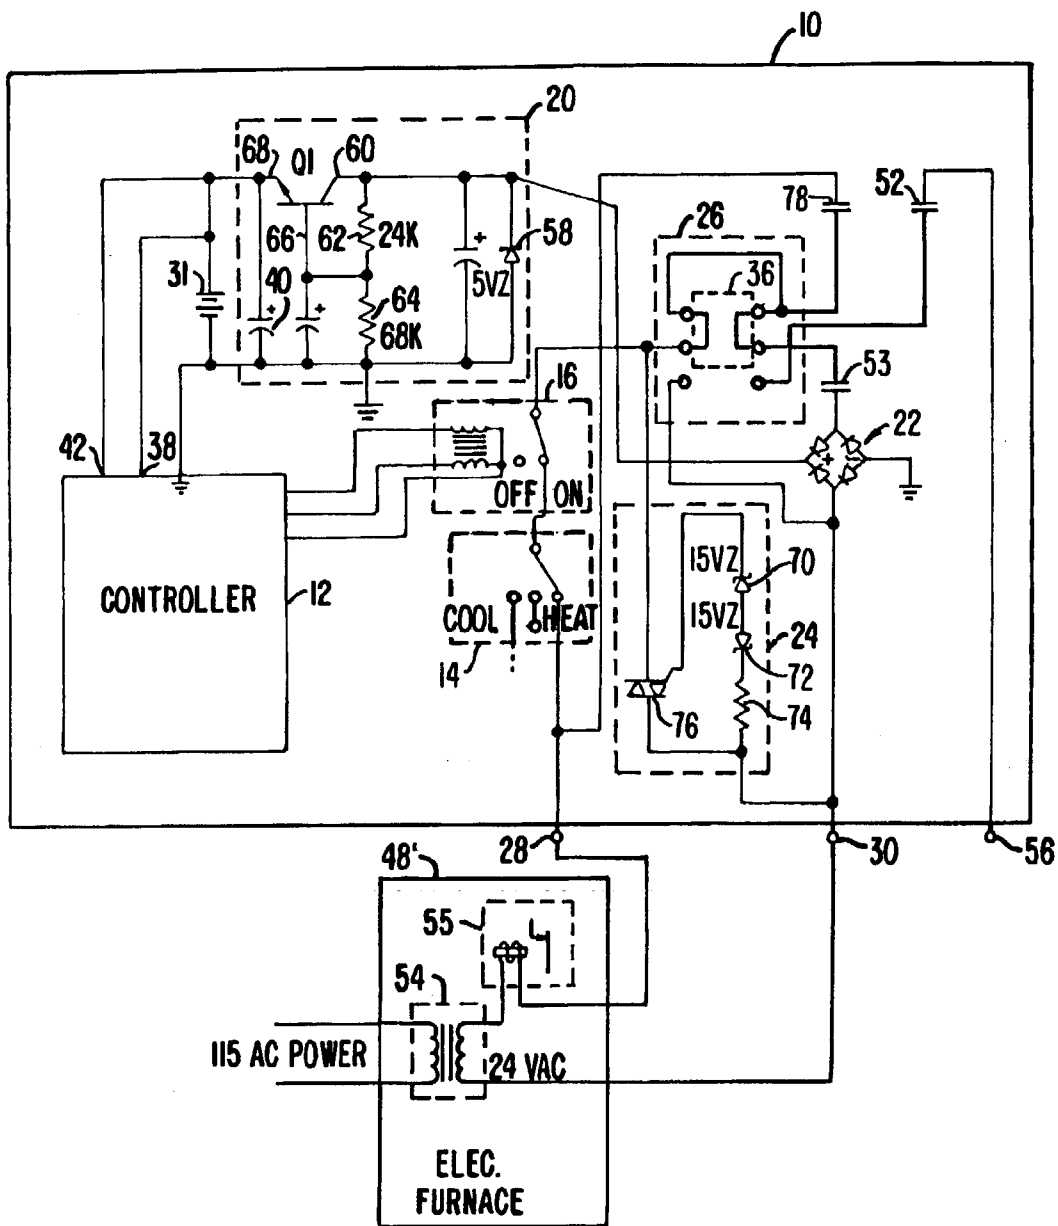 10
20
68 Q1 60
66
62
24K
31
40
58
5VZ
64
68K
78
52
26
36
53
16
22
42
38
OFF ON
CONTROLLER
12
COOL
HEAT
14
15VZ
70
15VZ
24
72
76
74
28
30
56
48'
55
54
115 AC POWER
24 VAC
ELEC.
FURNACE